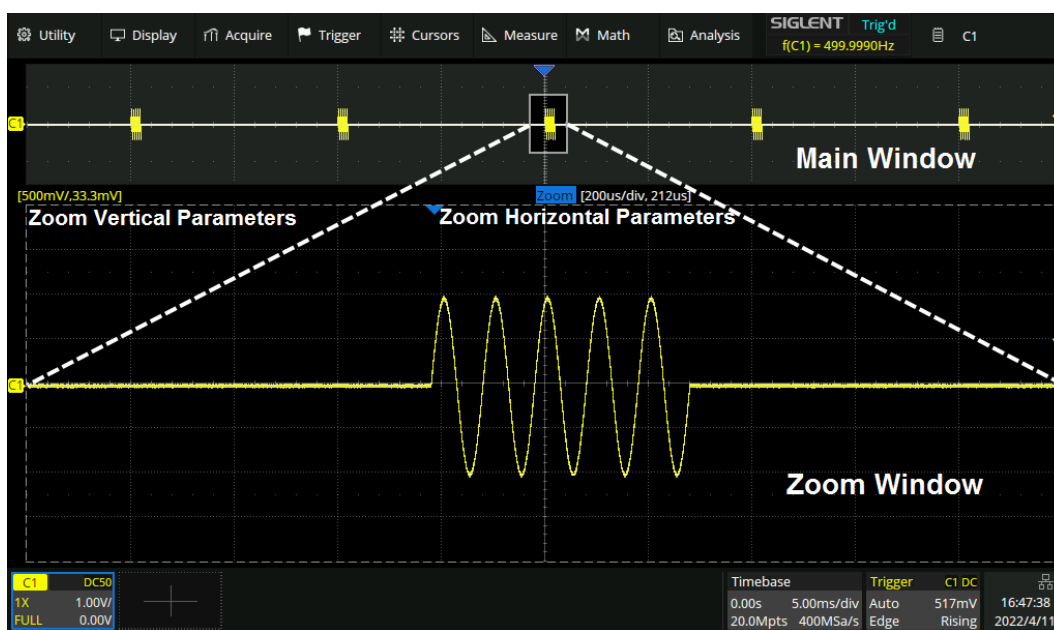 Utility Display Acquire Trigger Cursors Measure Math Analysis SIGLENT Trig'd C1
f(C1) = 499.9990Hz
C1
Main Window
[500mV/,33.3mV] Zoom [200us/div, 212us]
Zoom Vertical Parameters Zoom Horizontal Parameters
C1
Zoom Window
C1 DC50 Timebase Trigger C1 DC
1X 1.00V/ 0.00s 5.00ms/div Auto 517mV 16:47:38
FULL 0.00V 20.0Mpts 400MSa/s Edge Rising 2022/4/11